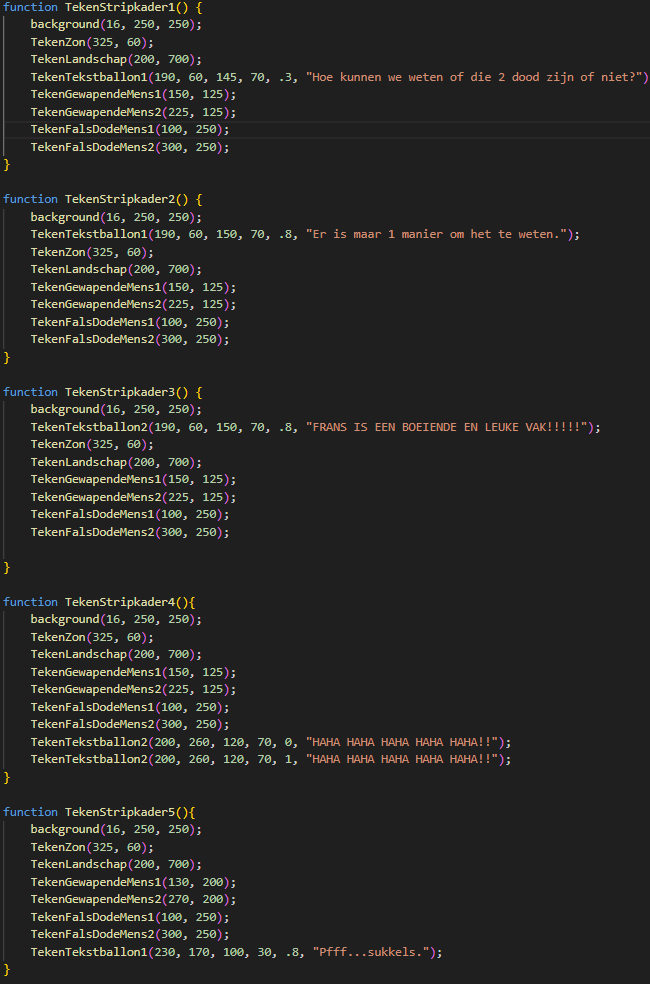 function TekenStripkader1() {
    background(16, 250, 250);
    TekenZon(325, 60);
    TekenLandschap(200, 700);
    TekenTekstballon1(190, 60, 145, 70, .3, "Hoe kunnen we weten of die 2 dood zijn of niet?")
    TekenGewapendeMens1(150, 125);
    TekenGewapendeMens2(225, 125);
    TekenFalsDodeMens1(100, 250);
    TekenFalsDodeMens2(300, 250);
}

function TekenStripkader2() {
    background(16, 250, 250);
    TekenTekstballon1(190, 60, 150, 70, .8, "Er is maar 1 manier om het te weten.");
    TekenZon(325, 60);
    TekenLandschap(200, 700);
    TekenGewapendeMens1(150, 125);
    TekenGewapendeMens2(225, 125);
    TekenFalsDodeMens1(100, 250);
    TekenFalsDodeMens2(300, 250);
}

function TekenStripkader3() {
    background(16, 250, 250);
    TekenTekstballon2(190, 60, 150, 70, .8, "FRANS IS EEN BOEIENDE EN LEUKE VAK!!!!!");
    TekenZon(325, 60);
    TekenLandschap(200, 700);
    TekenGewapendeMens1(150, 125);
    TekenGewapendeMens2(225, 125);
    TekenFalsDodeMens1(100, 250);
    TekenFalsDodeMens2(300, 250);

}

function TekenStripkader4(){
    background(16, 250, 250);
    TekenZon(325, 60);
    TekenLandschap(200, 700);
    TekenGewapendeMens1(150, 125);
    TekenGewapendeMens2(225, 125);
    TekenFalsDodeMens1(100, 250);
    TekenFalsDodeMens2(300, 250);
    TekenTekstballon2(200, 260, 120, 70, 0, "HAHA HAHA HAHA HAHA HAHA!!");
    TekenTekstballon2(200, 260, 120, 70, 1, "HAHA HAHA HAHA HAHA HAHA!!");
}

function TekenStripkader5(){
    background(16, 250, 250);
    TekenZon(325, 60);
    TekenLandschap(200, 700);
    TekenGewapendeMens1(130, 200);
    TekenGewapendeMens2(270, 200);
    TekenFalsDodeMens1(100, 250);
    TekenFalsDodeMens2(300, 250);
    TekenTekstballon1(230, 170, 100, 30, .8, "Pfff...sukkels.");
}